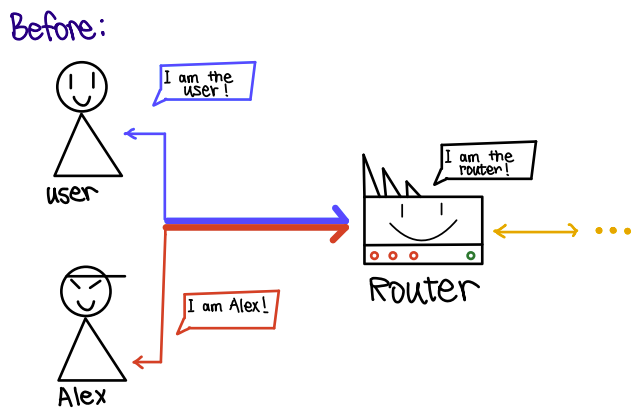 Before:
I am the
user!
user
I am the
router!
...
Router
I am Alex!
Alex